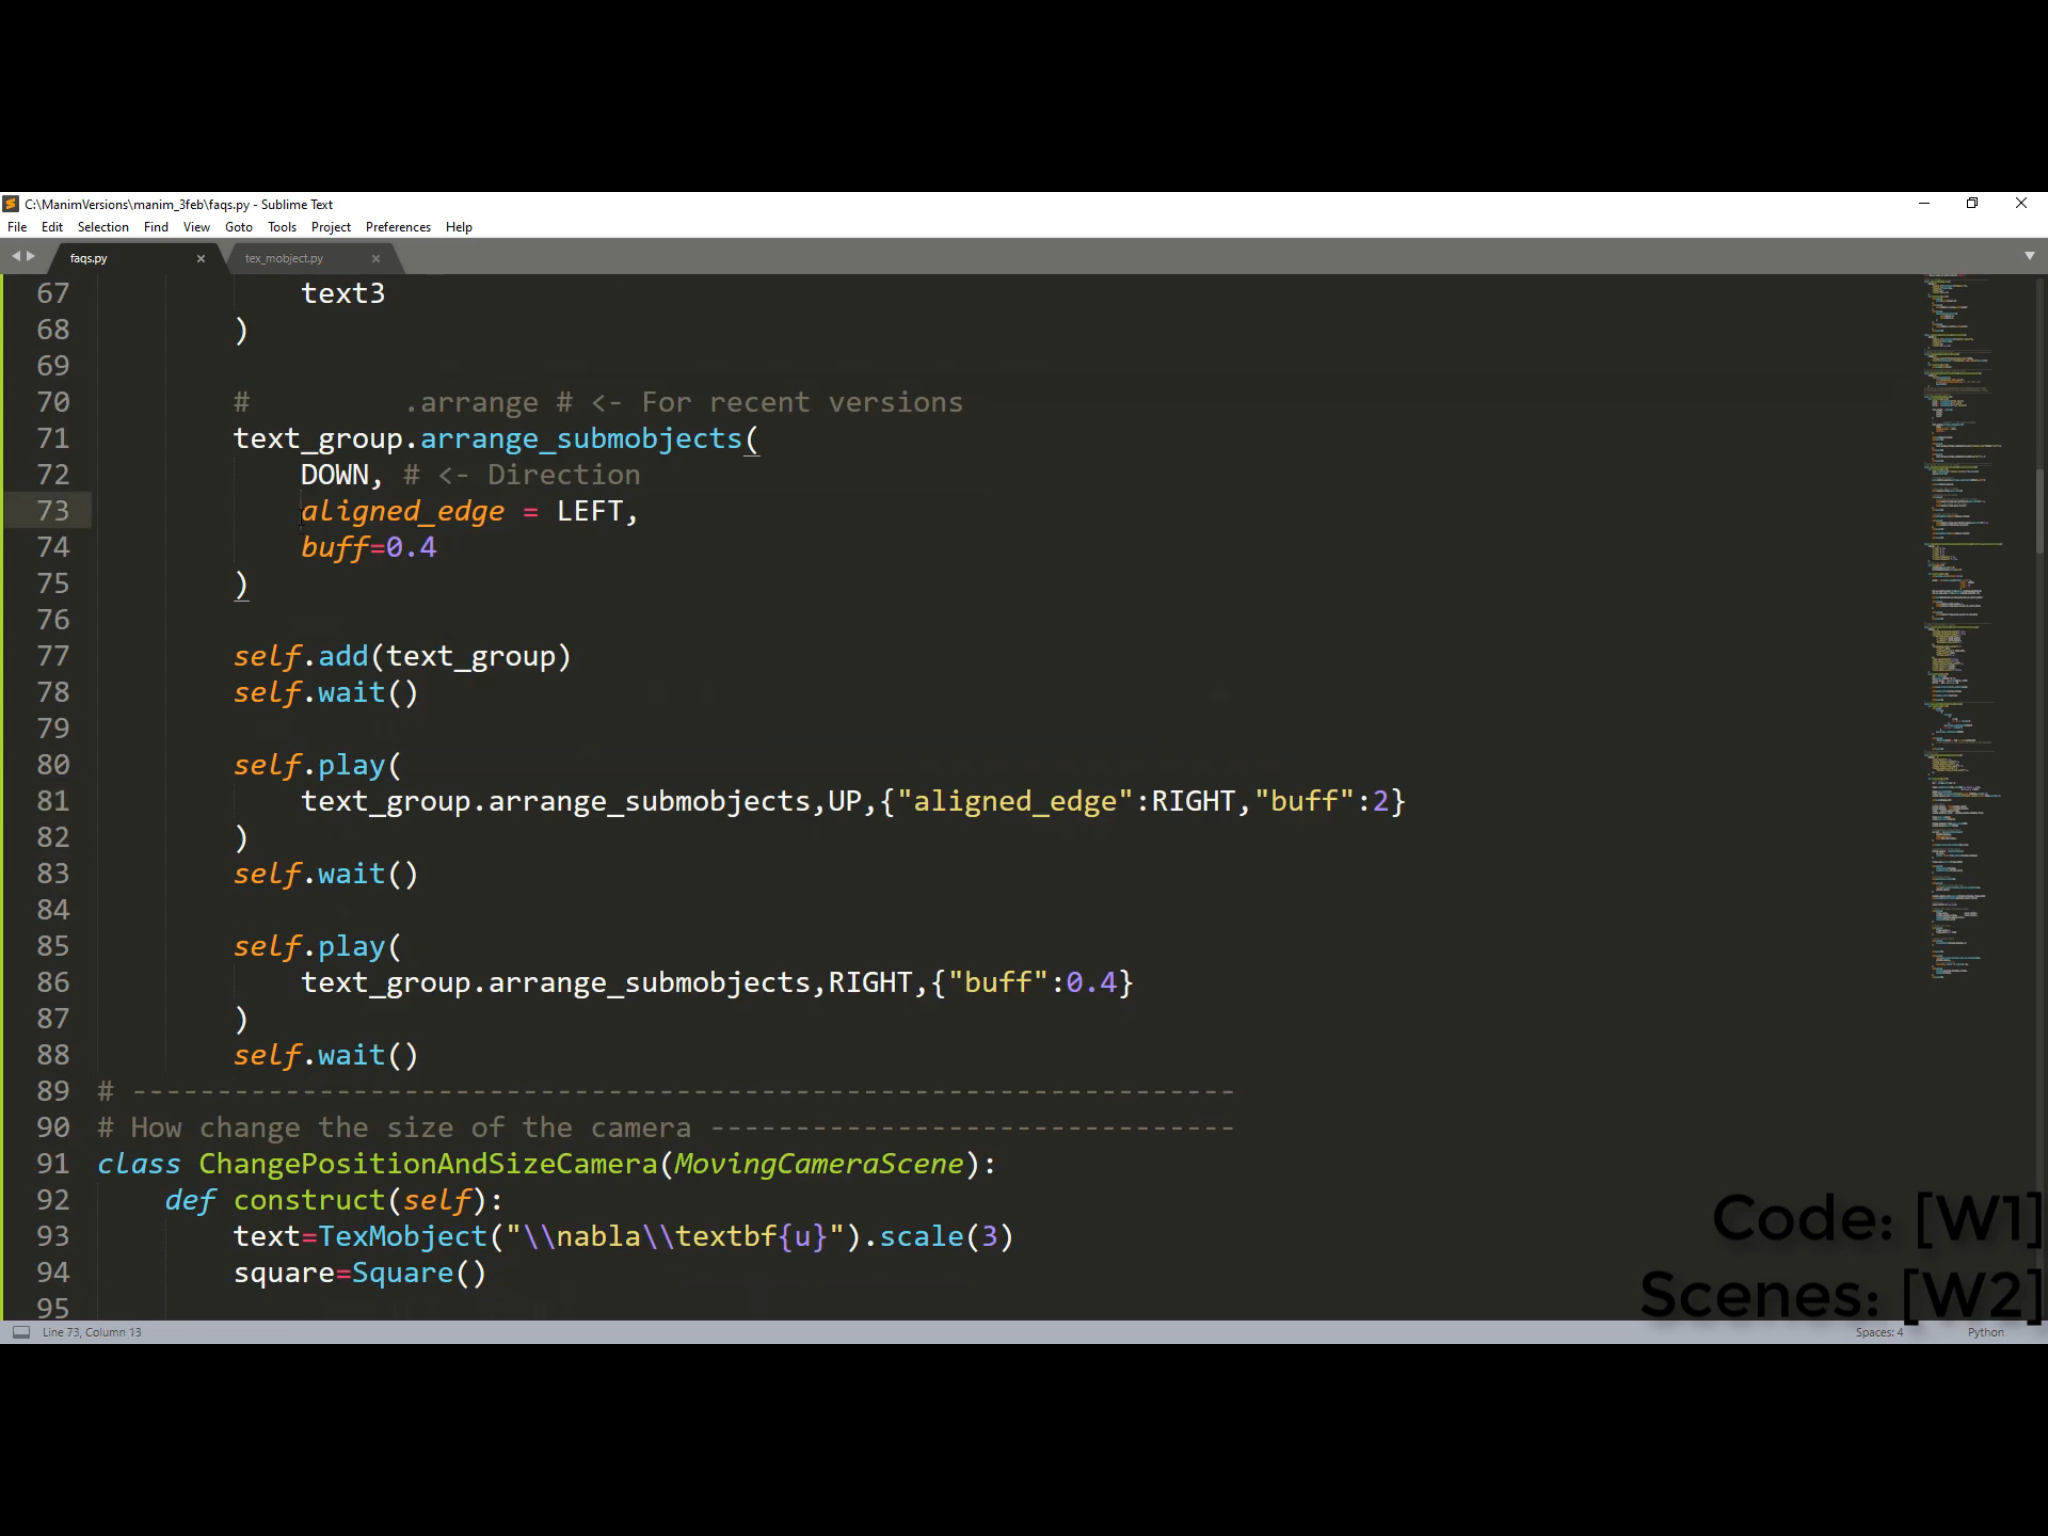 C:\ManimVersions\manim_3feb\faqs.py - Sublime Text
File Edit Selection Find View Goto Tools Project Preferences Help
faqs.py tex_mobject.py
67 text3
68 )
69
70 # .arrange # <- For recent versions
71 text_group.arrange_submobjects(
72 DOWN, # <- Direction
73 aligned_edge = LEFT,
74 buff=0.4
75 )
76
77 self.add(text_group)
78 self.wait()
79
80 self.play(
81 text_group.arrange_submobjects,UP,{"aligned_edge":RIGHT,"buff":2}
82 )
83 self.wait()
84
85 self.play(
86 text_group.arrange_submobjects,RIGHT,{"buff":0.4}
87 )
88 self.wait()
89 # -----------------------------------------------------------------
90 # How change the size of the camera -------------------------------
91 class ChangePositionAndSizeCamera(MovingCameraScene):
92 def construct(self):
93 text=TexMobject("\\nabla\\textbf{u}").scale(3)
94 square=Square()
95
Code: [W1]
Scenes: [W2]
Line 73, Column 13 Spaces: 4 Python